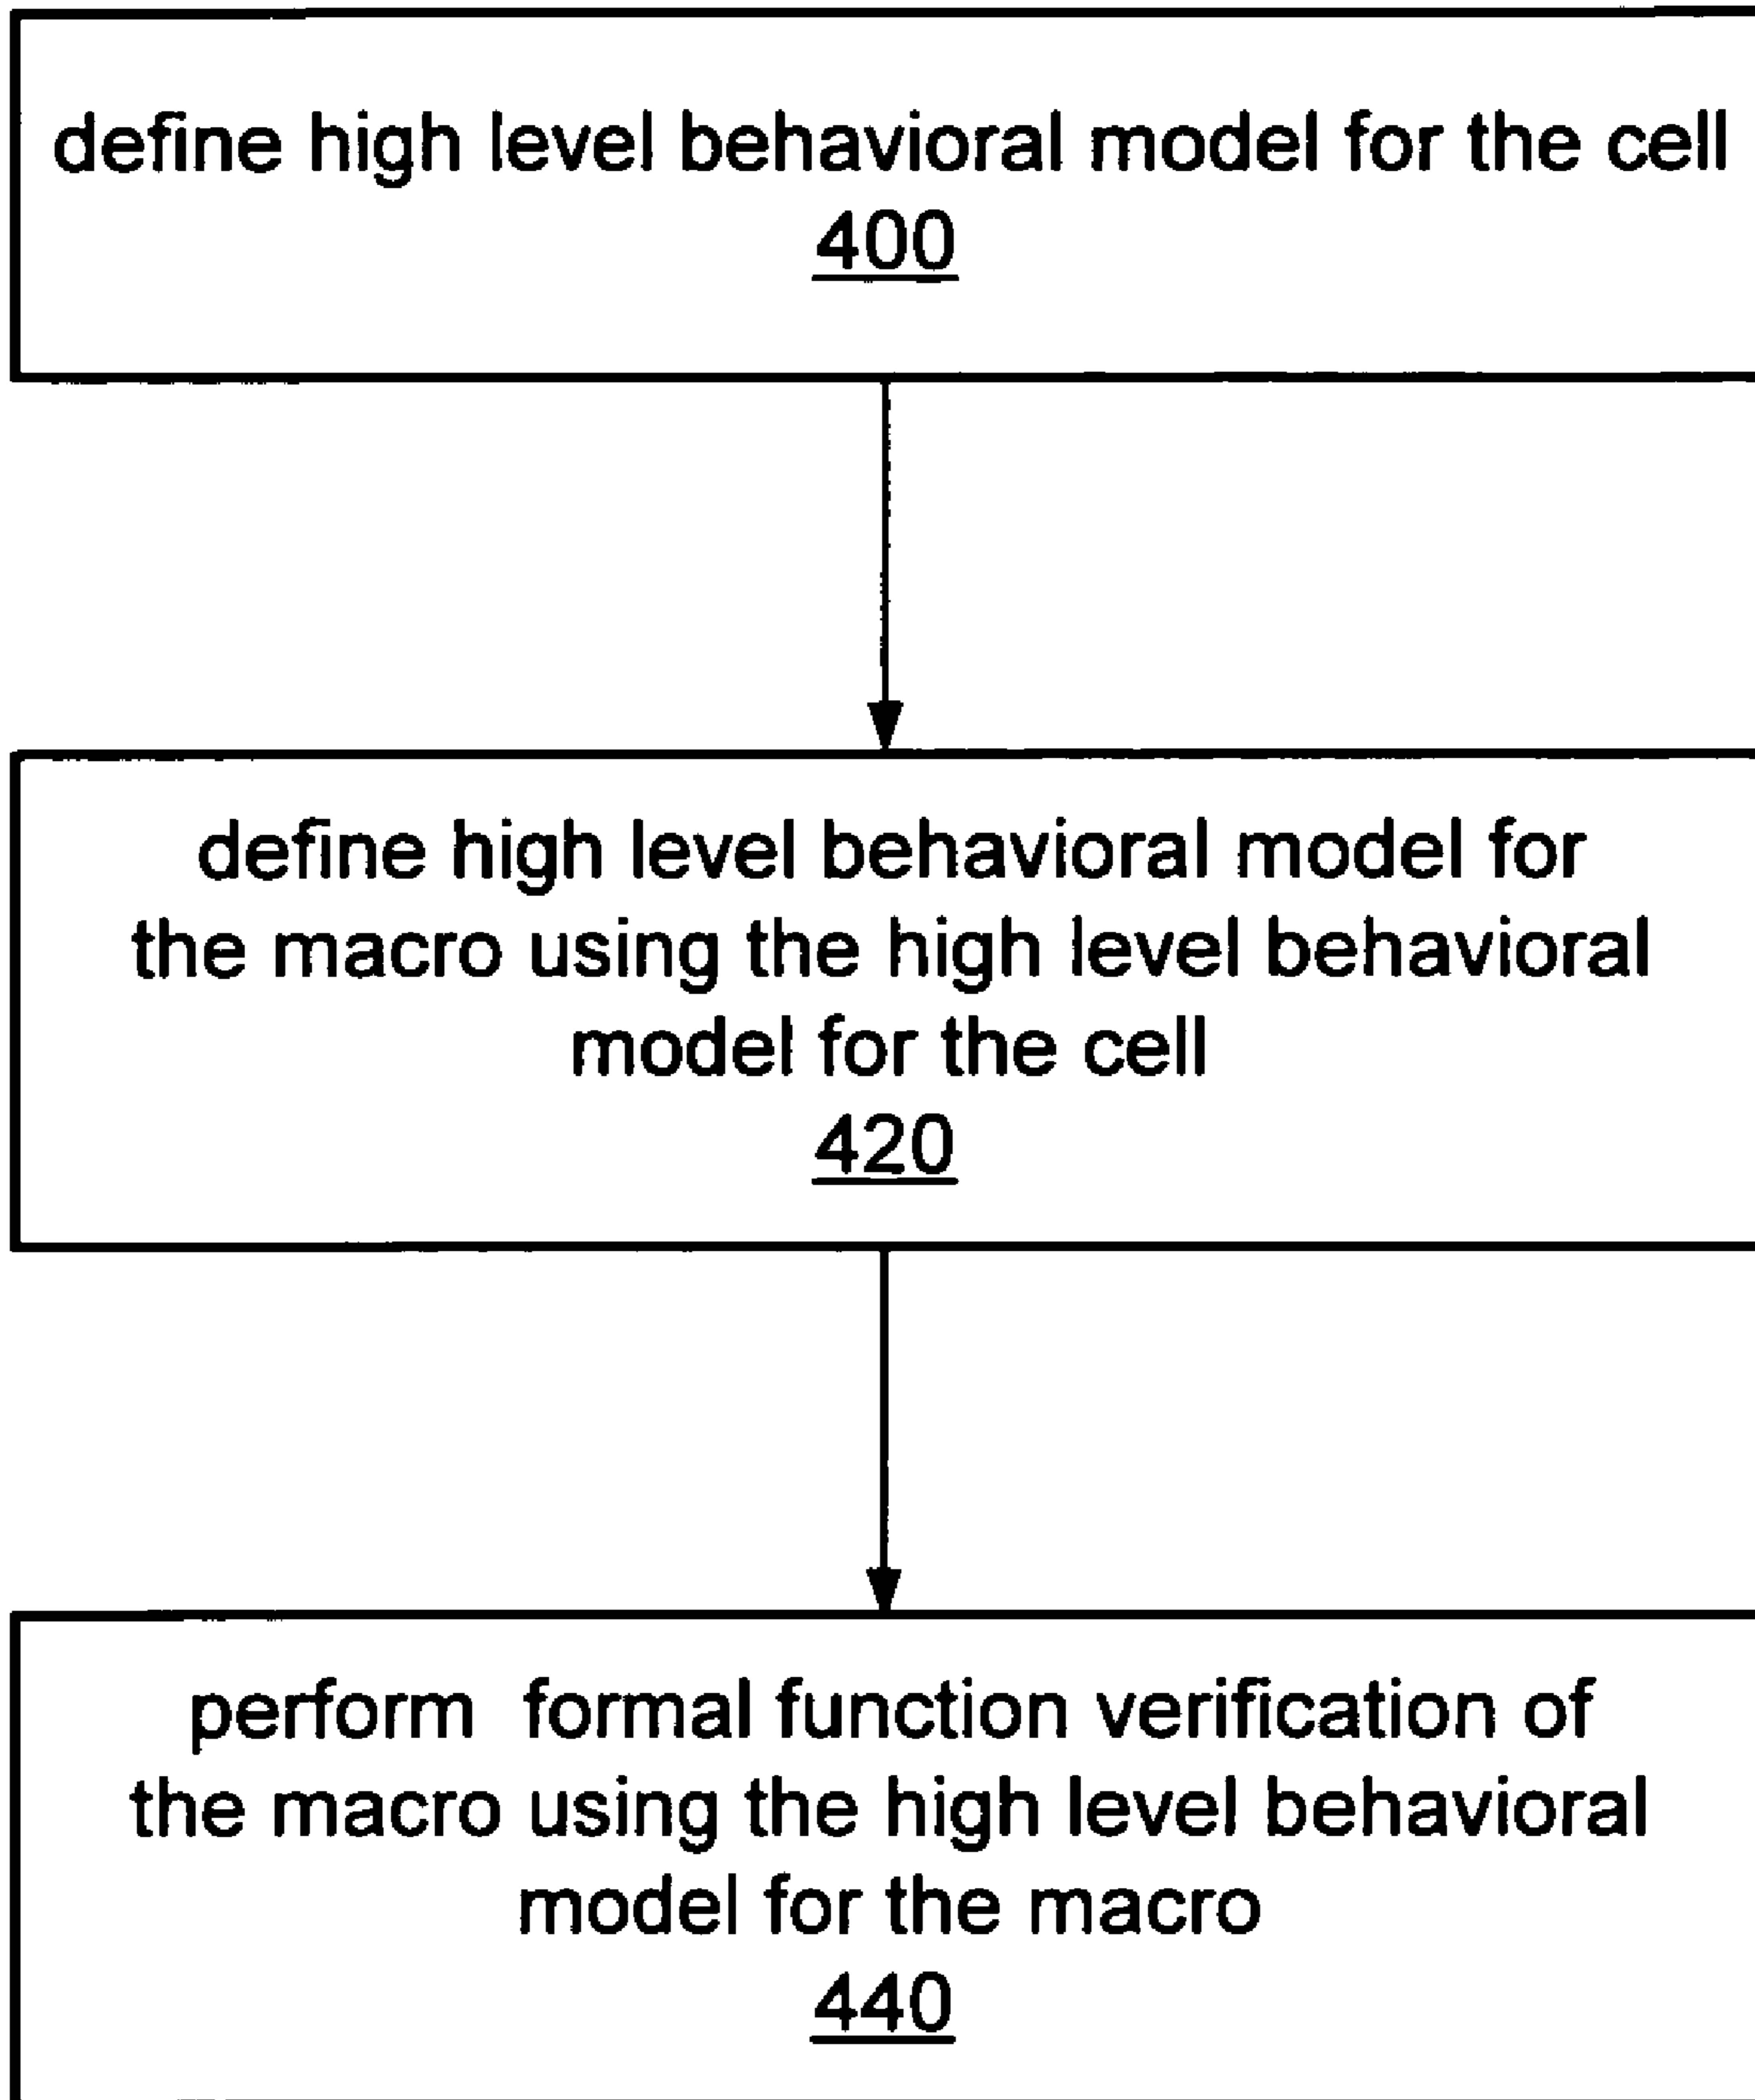 define high level behavioral model for the cell
400
define high level behavioral model for
the macro using the high level behavioral
model for the cell
420
perform formal function verification of
the macro using the high level behavioral
model for the macro
440